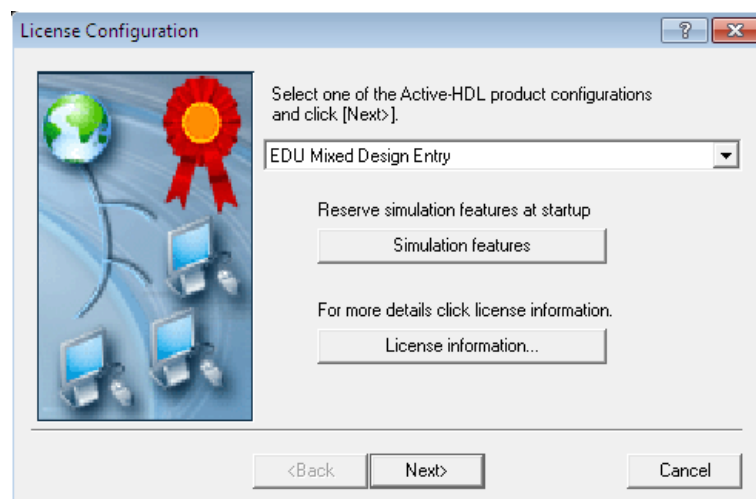 License Configuration
?
Select one of the Active-HDL product configurations
and click [Next>].
EDU Mixed Design Entry
Reserve simulation features at startup
Simulation features
For more details click license information.
License information...
<Back
Next>
Cancel